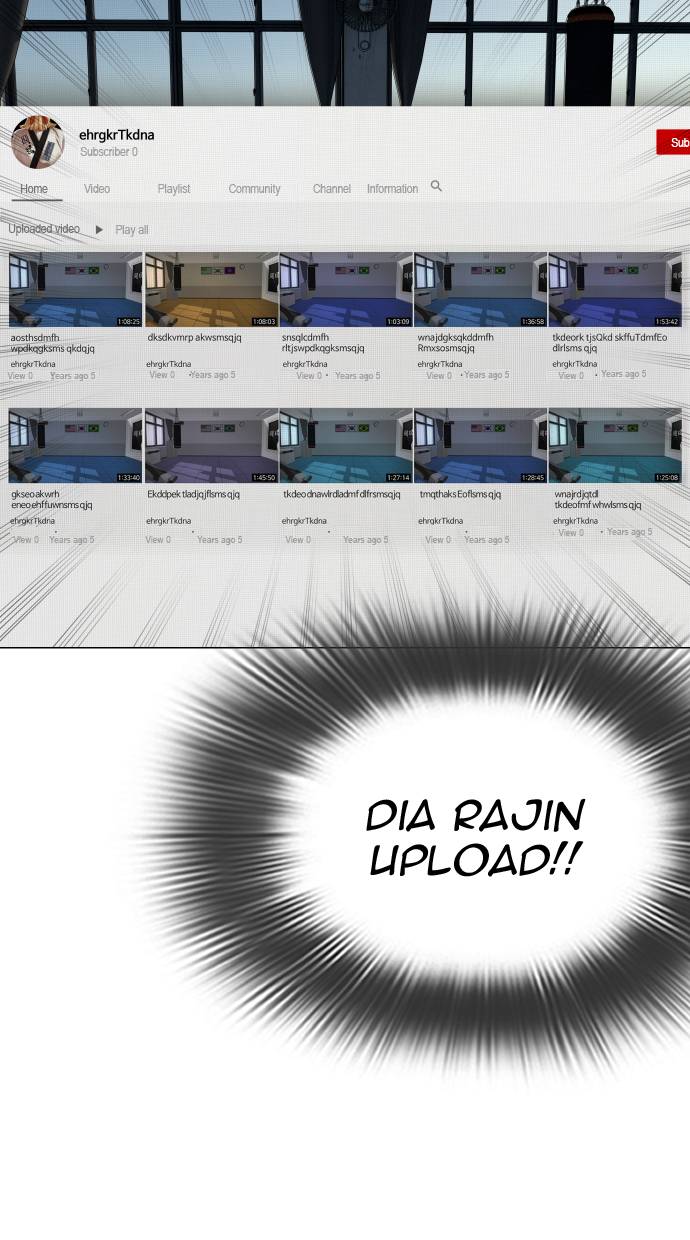 ehrgkrTkdna
Subscriber 0
Sub
Home Video Playlist Community Channel Information
Uploaded video Play all
1:08:25 1:08:03 1:03:09 1:36:58 1:53:42
aosthsdmfh
wpdkqgksms qkdqjq
dksdkvmrp akwsmsqjq
snsqlcdmfh
rltjswpdkqgksmsqjq
wnajdgksqkddmfh
Rmxsosmsqjq
tkdeork tjsQkd skffuTdmfEo
dlrlsms qjq
ehrgkrTkdna ehrgkrTkdna ehrgkrTkdna ehrgkrTkdna ehrgkrTkdna
View 0 Years ago 5 View 0 Years ago 5 View 0 Years ago 5 View 0 Years ago 5 View 0 Years ago 5
1:33:40 1:45:50 1:27:14 1:28:45 1:25:08
gkseoakwrh
eneoehffuwnsmsqjq
Ekddpek tladjqjflsmsqjq
tkdeodnawlrdladmfdlfrsmsqjq
tmqthaksEoflsmsqjq
wnajrdjqtdl
tkdeofmfwhwlsmsqjq
ehrgkrTkdna ehrgkrTkdna ehrgkrTkdna ehrgkrTkdna ehrgkrTkdna
View 0 Years ago 5 View 0 Years ago 5 View 0 Years ago 5 View 0 Years ago 5 View 0 Years ago 5
DIA RAJIN
UPLOAD!!